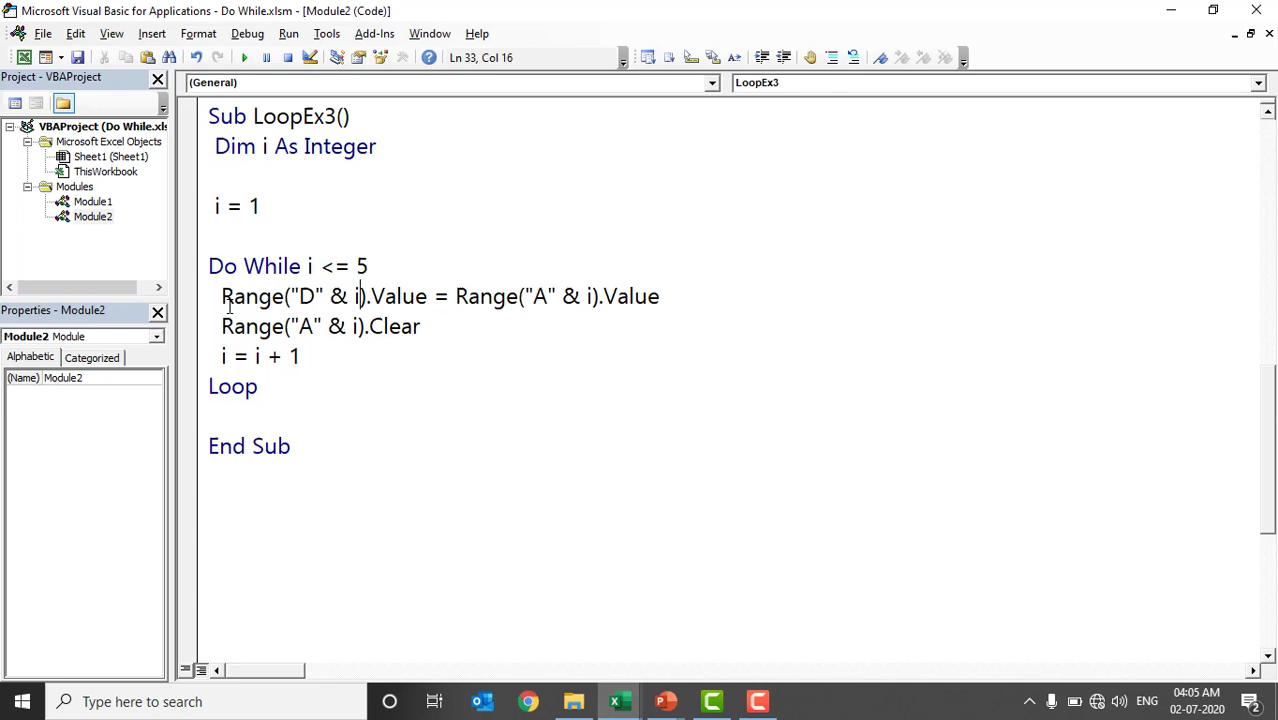 Microsoft Visual Basic for Applications - Do While.xlsm - [Module2 (Code)]
File Edit View Insert Format Debug Run Tools Add-Ins Window Help
Ln 33, Col 16
Project - VBAProject
(General)
LoopEx3
VBAProject (Do While.xls
Microsoft Excel Objects
Sheet1 (Sheet1)
ThisWorkbook
Modules
Module1
Module2
Properties - Module2
Module2 Module
Alphabetic Categorized
(Name) Module2
Sub LoopEx3()
Dim i As Integer
i = 1
Do While i <= 5
Range("D" & i).Value = Range("A" & i).Value
Range("A" & i).Clear
i = i + 1
Loop
End Sub
Type here to search
ENG
04:05 AM
02-07-2020
2